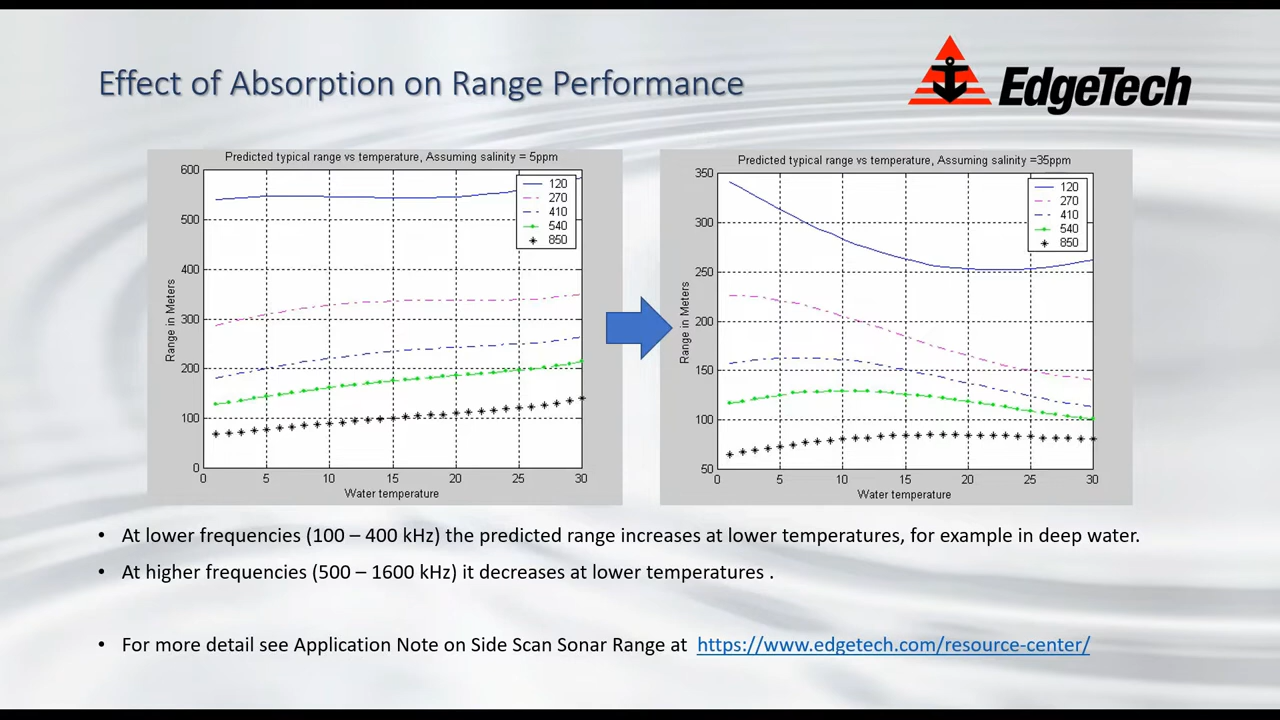 Effect of Absorption on Range Performance
EdgeTech
Predicted typical range vs temperature, Assuming salinity = 5ppm
600
500
400
300
200
100
0
Range in Meters
0 5 10 15 20 25 30
Water temperature
120
270
410
540
850
Predicted typical range vs temperature, Assuming salinity =35ppm
350
300
250
200
150
100
50
Range in Meters
0 5 10 15 20 25 30
Water temperature
120
270
410
540
850
• At lower frequencies (100 – 400 kHz) the predicted range increases at lower temperatures, for example in deep water.
• At higher frequencies (500 – 1600 kHz) it decreases at lower temperatures .
• For more detail see Application Note on Side Scan Sonar Range at https://www.edgetech.com/resource-center/